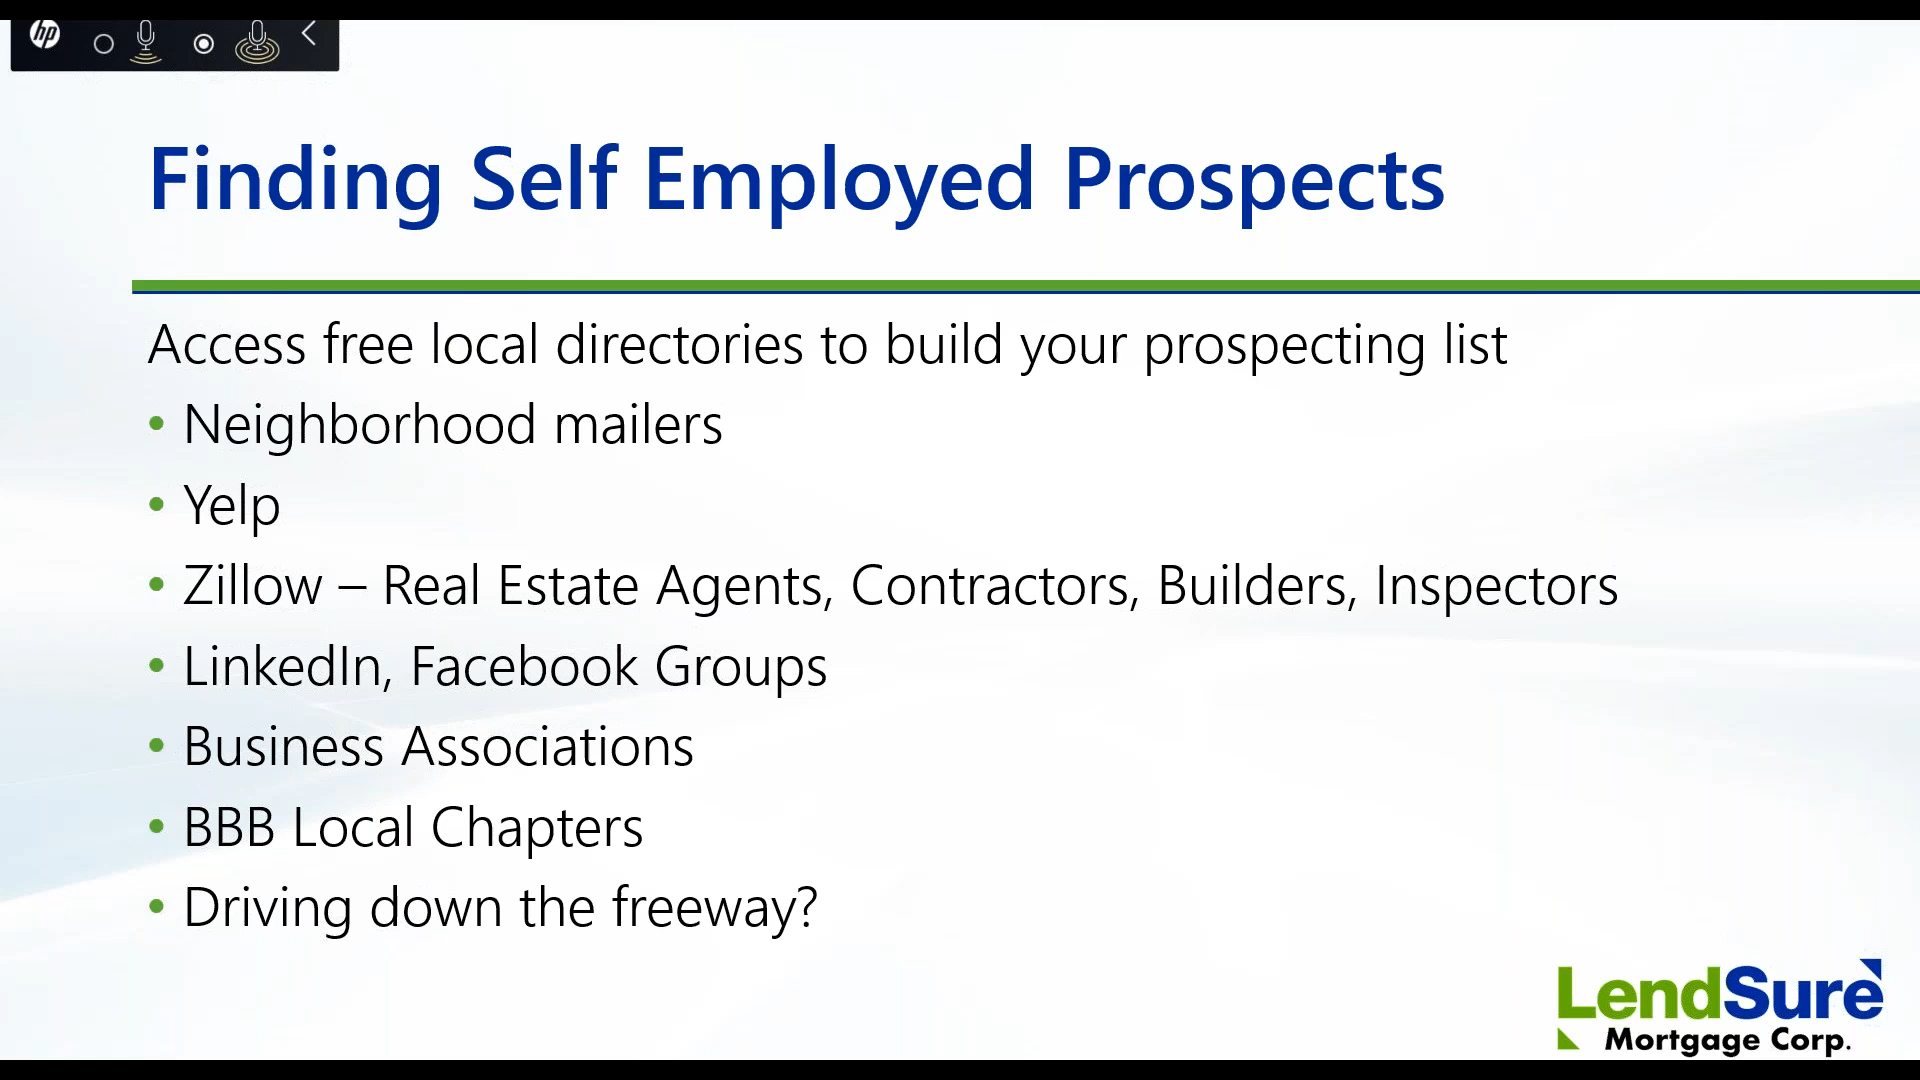 hp
Finding Self Employed Prospects
Access free local directories to build your prospecting list
• Neighborhood mailers
• Yelp
• Zillow – Real Estate Agents, Contractors, Builders, Inspectors
• LinkedIn, Facebook Groups
• Business Associations
• BBB Local Chapters
• Driving down the freeway?
LendSure
Mortgage Corp.